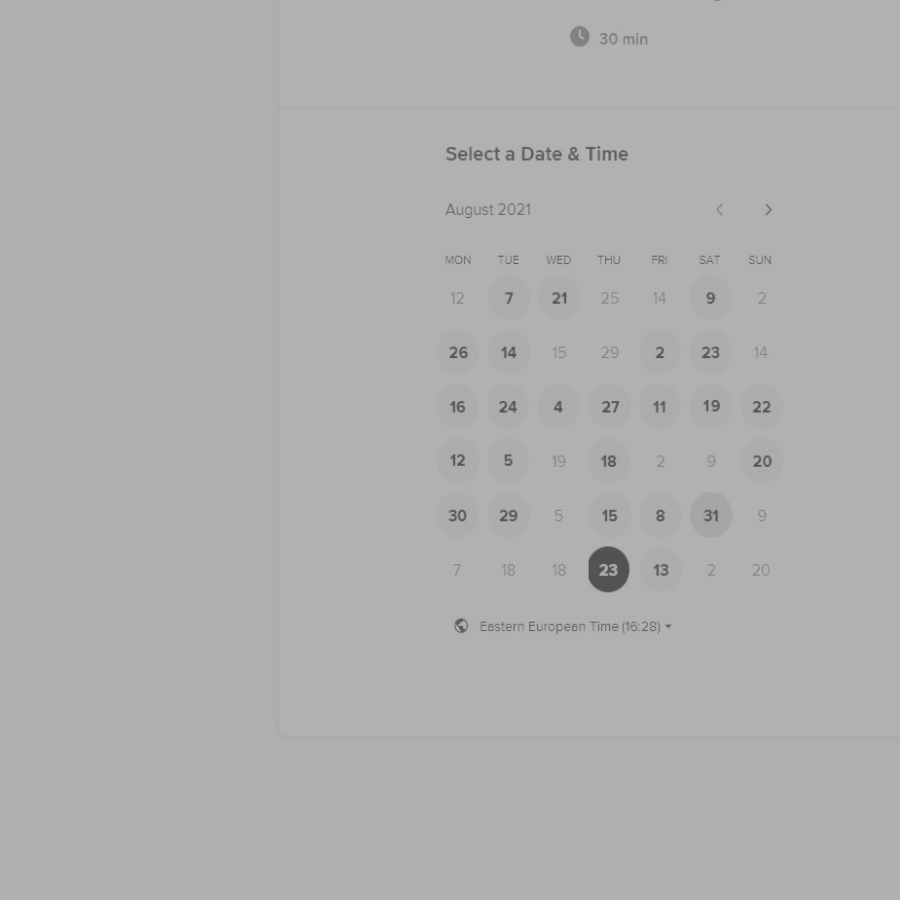 30 min
Select a Date & Time
August 2021
MON TUE WED THU FRI SAT SUN
12 7 21 25 14 9 2
26 14 15 29 2 23 14
16 24 4 27 11 19 22
12 5 19 18 2 9 20
30 29 5 15 8 31 9
7 18 18 23 13 2 20
Eastern European Time (16:28)